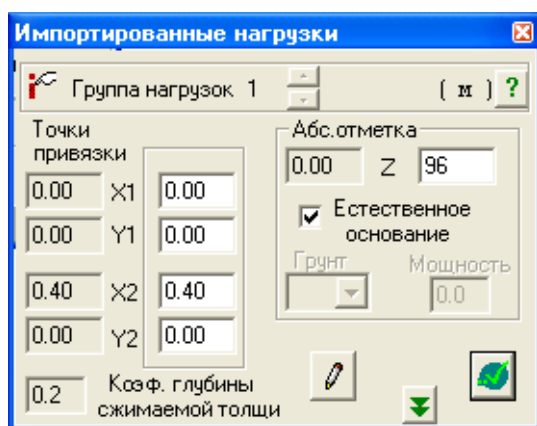 Импортированные нагрузки
Группа нагрузок 1 ( м ) ?
Точки привязки
0.00 X1 0.00
0.00 Y1 0.00
0.40 X2 0.40
0.00 Y2 0.00
0.2 Коэф. глубины сжимаемой толщи
Абс.отметка
0.00 Z 96
Естественное основание
Грунт Мощность
0.0